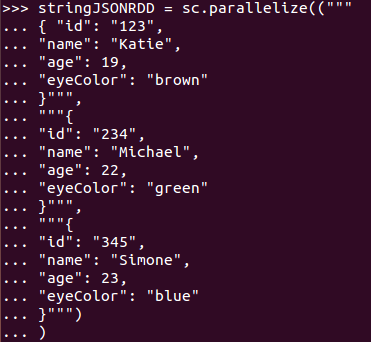 >>> stringJSONRDD = sc.parallelize(("""
... { "id": "123",
... "name": "Katie",
... "age": 19,
... "eyeColor": "brown"
... }""",
... """{
... "id": "234",
... "name": "Michael",
... "age": 22,
... "eyeColor": "green"
... }""",
... """{
... "id": "345",
... "name": "Simone",
... "age": 23,
... "eyeColor": "blue"
... }""")
... )